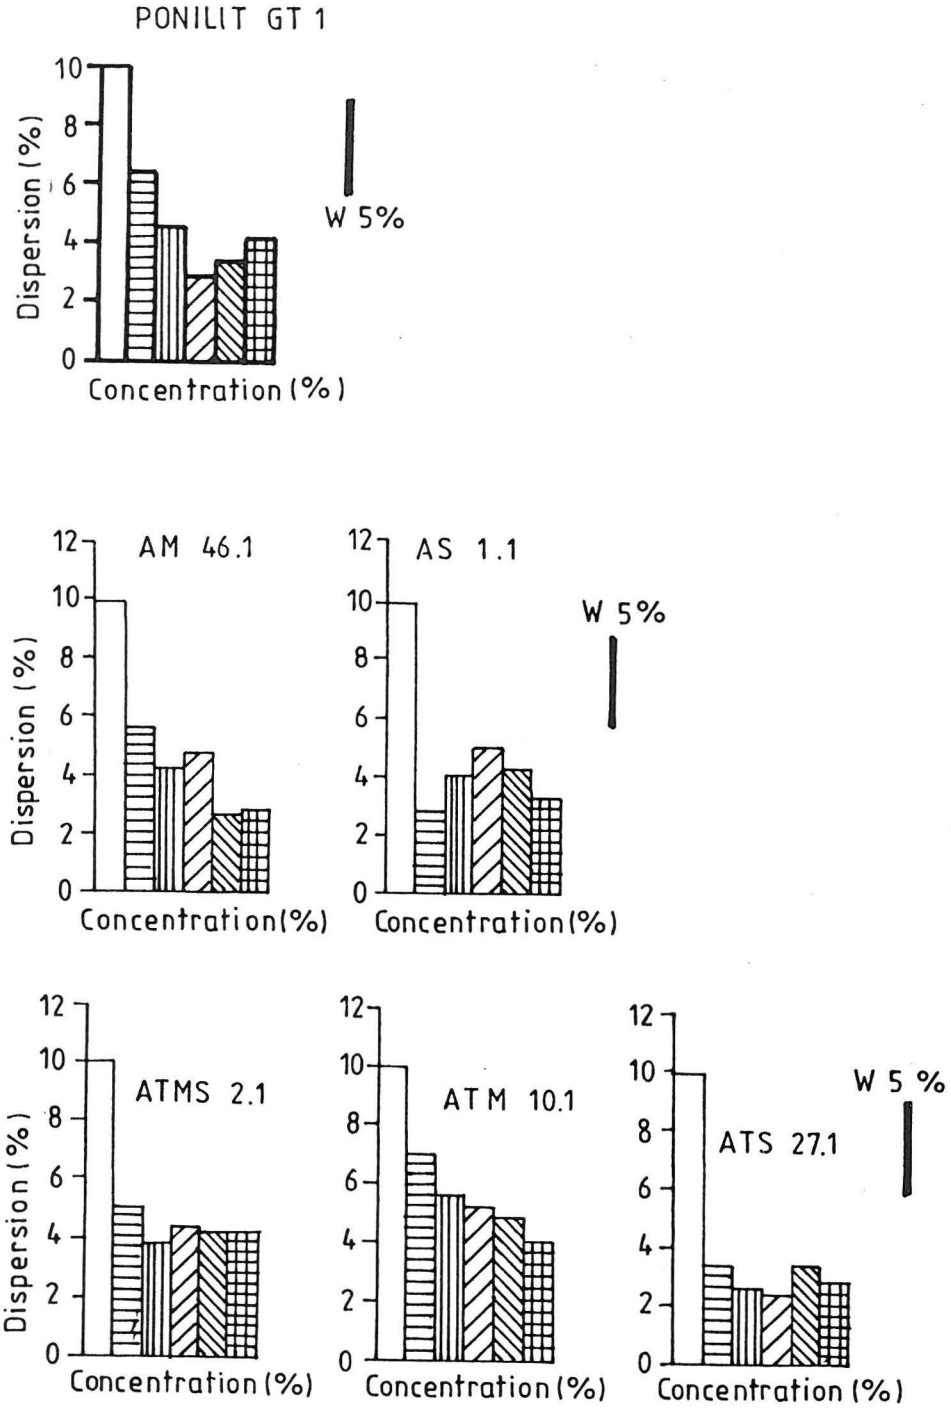 PONILIT GT 1
10
8
6
4
2
0
Dispersion (%)
Concentration (%)
W 5%
12
10
8
6
4
2
0
Dispersion (%)
AM 46.1
Concentration (%)
12
10
8
6
4
2
0
AS 1.1
Concentration (%)
W 5%
12
10
8
6
4
2
0
Dispersion (%)
ATMS 2.1
Concentration (%)
12
10
8
6
4
2
0
ATM 10.1
Concentration (%)
12
10
8
6
4
2
0
ATS 27.1
Concentration (%)
W 5 %